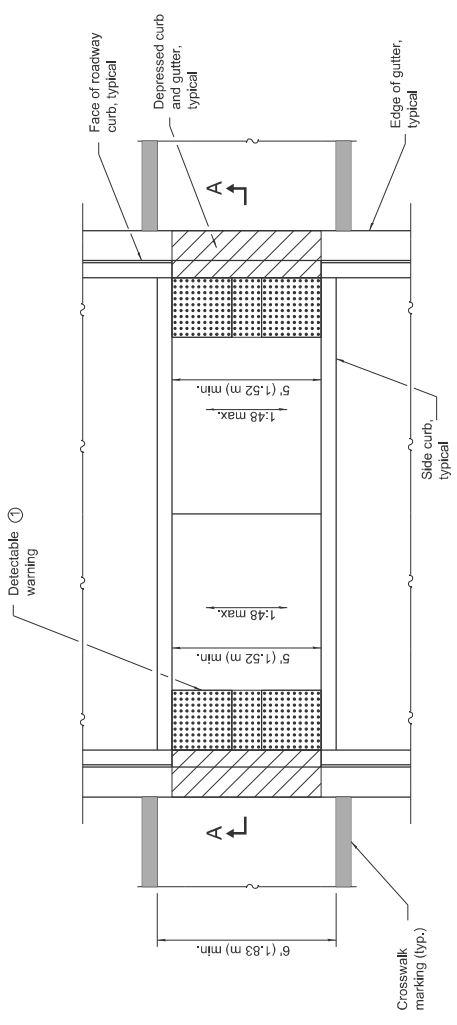 Face of roadway
curb, typical
Depressed curb
and gutter,
typical
Edge of gutter,
typical
A
Detectable ①
warning
5' (1.52 m) min.
1:48 max.
Side curb,
typical
1:48 max.
5' (1.52 m) min.
A
6' (1.83 m) min.
Crosswalk
marking (typ.)